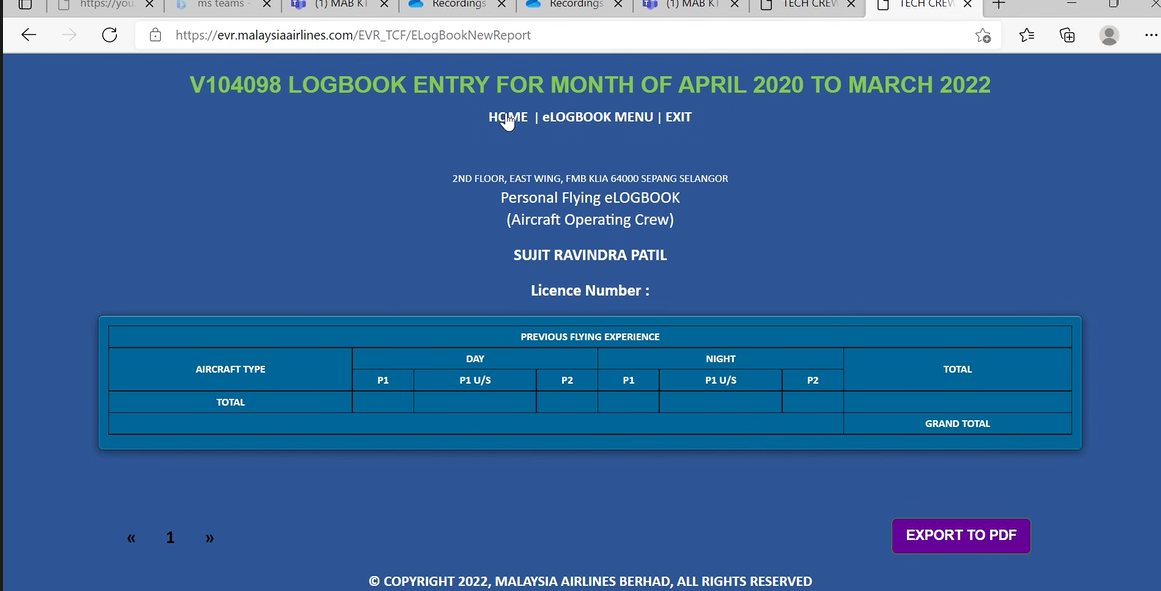 https://you
ms teams -
(1) MAB KT
Recordings
Recordings
(1) MAB KT
TECH CREW
TECH CREW
https://evr.malaysiaairlines.com/EVR_TCF/ELogBookNewReport
V104098 LOGBOOK ENTRY FOR MONTH OF APRIL 2020 TO MARCH 2022
HOME | eLOGBOOK MENU | EXIT
2ND FLOOR, EAST WING, FMB KLIA 64000 SEPANG SELANGOR
Personal Flying eLOGBOOK
(Aircraft Operating Crew)
SUJIT RAVINDRA PATIL
Licence Number :
PREVIOUS FLYING EXPERIENCE
AIRCRAFT TYPE
DAY
NIGHT
TOTAL
P1
P1 U/S
P2
P1
P1 U/S
P2
TOTAL
GRAND TOTAL
« 1 »
EXPORT TO PDF
© COPYRIGHT 2022, MALAYSIA AIRLINES BERHAD, ALL RIGHTS RESERVED